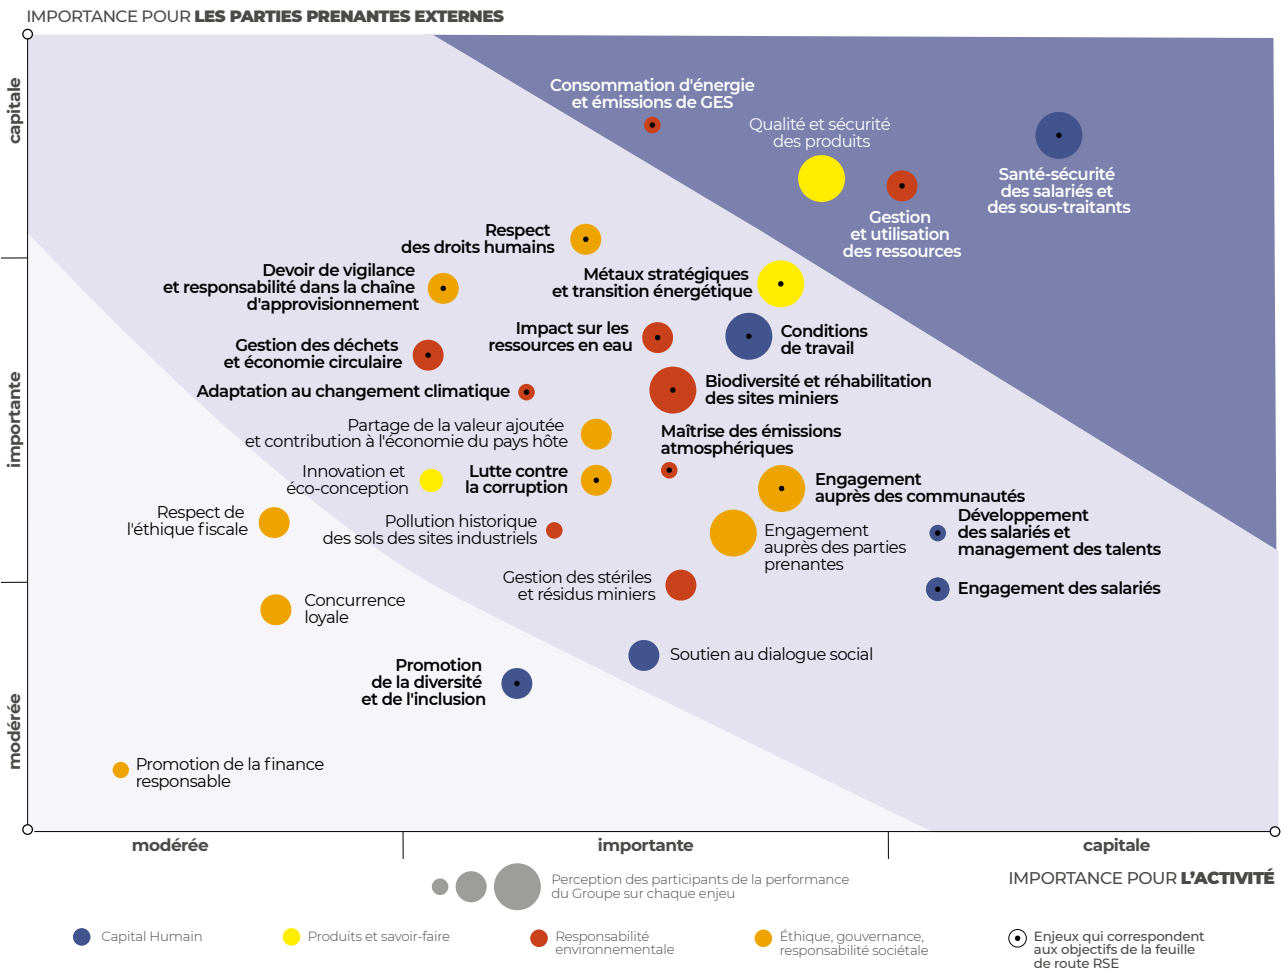 IMPORTANCE POUR LES PARTIES PRENANTES EXTERNES
capitale
importante
modérée
Consommation d'énergie
et émissions de GES
Qualité et sécurité
des produits
Santé-sécurité
des salariés et
des sous-traitants
Gestion
et utilisation
des ressources
Respect
des droits humains
Devoir de vigilance
et responsabilité dans la chaîne
d'approvisionnement
Métaux stratégiques
et transition énergétique
Impact sur les
ressources en eau
Conditions
de travail
Gestion des déchets
et économie circulaire
Adaptation au changement climatique
Biodiversité et réhabilitation
des sites miniers
Partage de la valeur ajoutée
et contribution à l'économie du pays hôte
Maîtrise des émissions
atmosphériques
Innovation et
éco-conception
Lutte contre
la corruption
Engagement
auprès des communautés
Respect de
l'éthique fiscale
Pollution historique
des sols des sites industriels
Engagement
auprès des parties
prenantes
Développement
des salariés et
management des talents
Gestion des stériles
et résidus miniers
Engagement des salariés
Concurrence
loyale
Soutien au dialogue social
Promotion
de la diversité
et de l'inclusion
Promotion de la finance
responsable
modérée
importante
capitale
IMPORTANCE POUR L'ACTIVITÉ
Perception des participants de la performance
du Groupe sur chaque enjeu
Capital Humain
Produits et savoir-faire
Responsabilité
environnementale
Éthique, gouvernance,
responsabilité sociétale
Enjeux qui correspondent
aux objectifs de la feuille
de route RSE